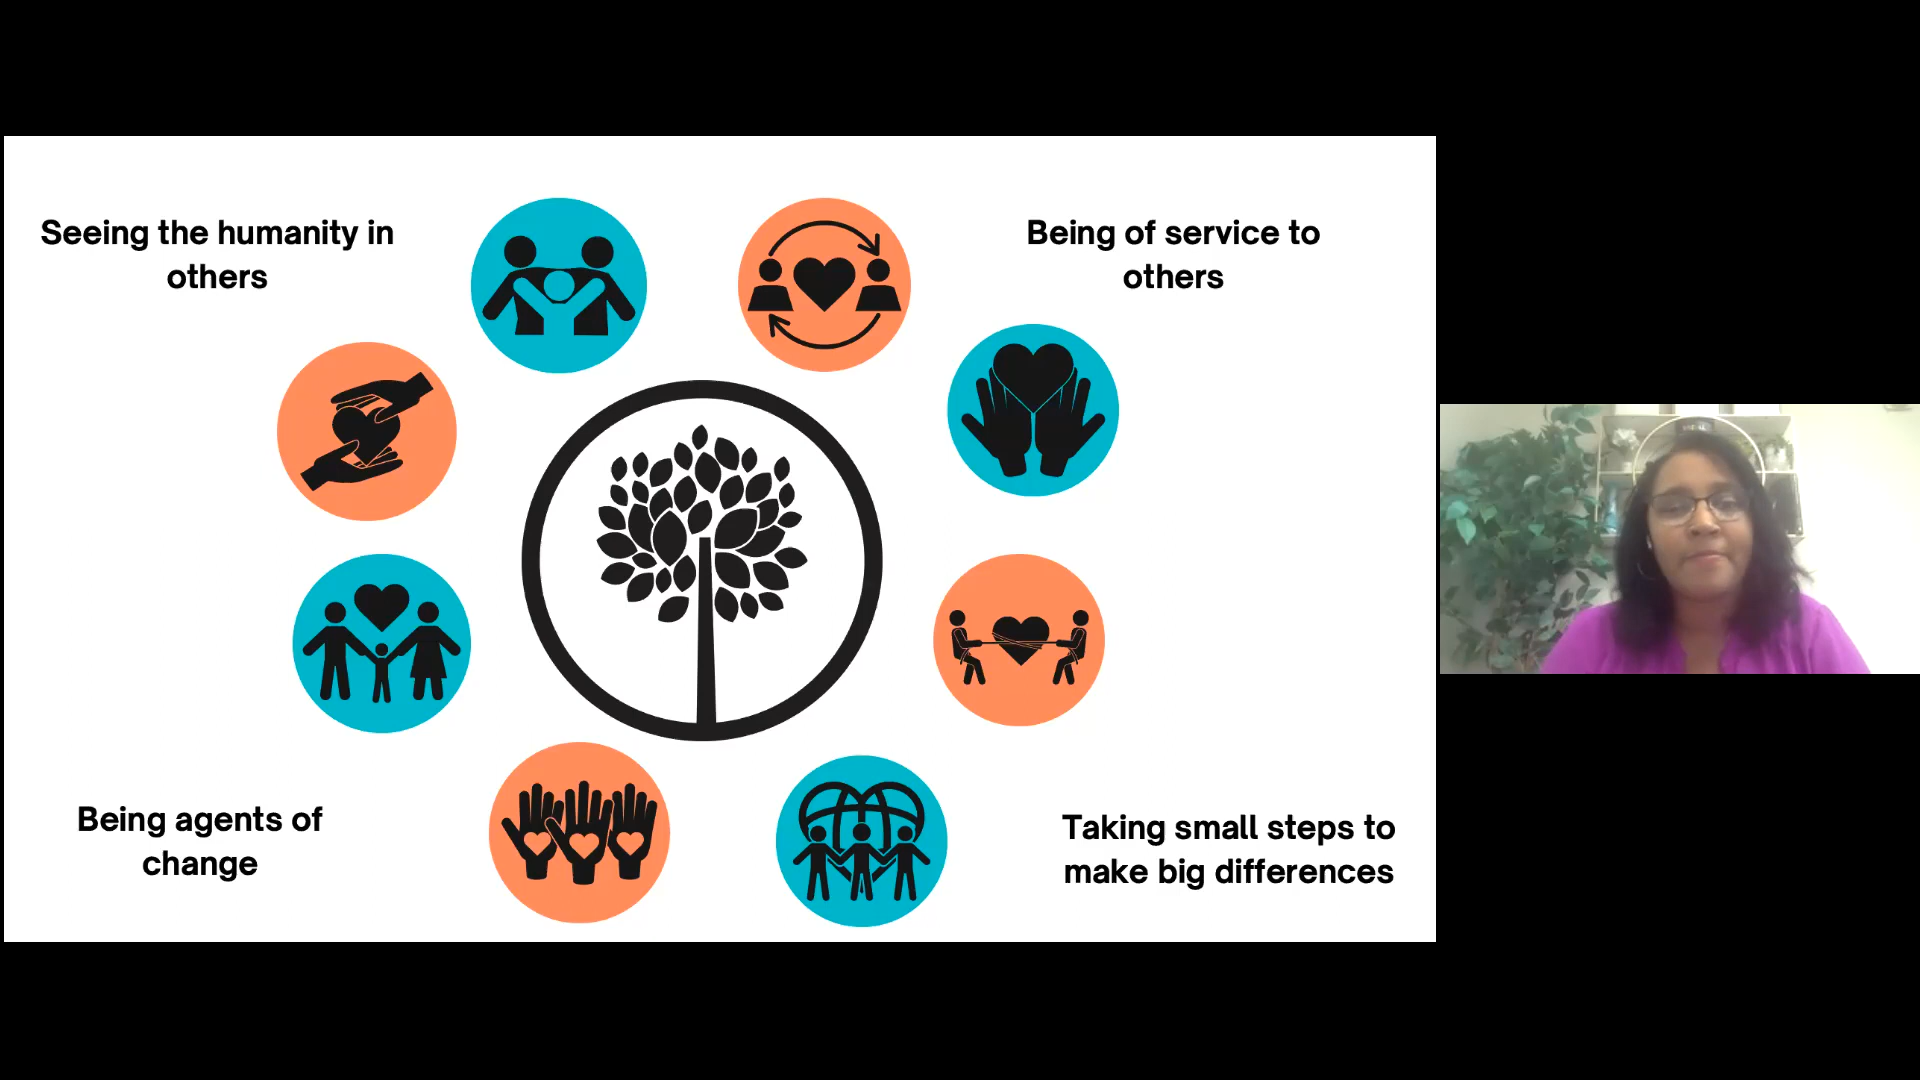 Seeing the humanity in
others
Being of service to
others
Being agents of
change
Taking small steps to
make big differences